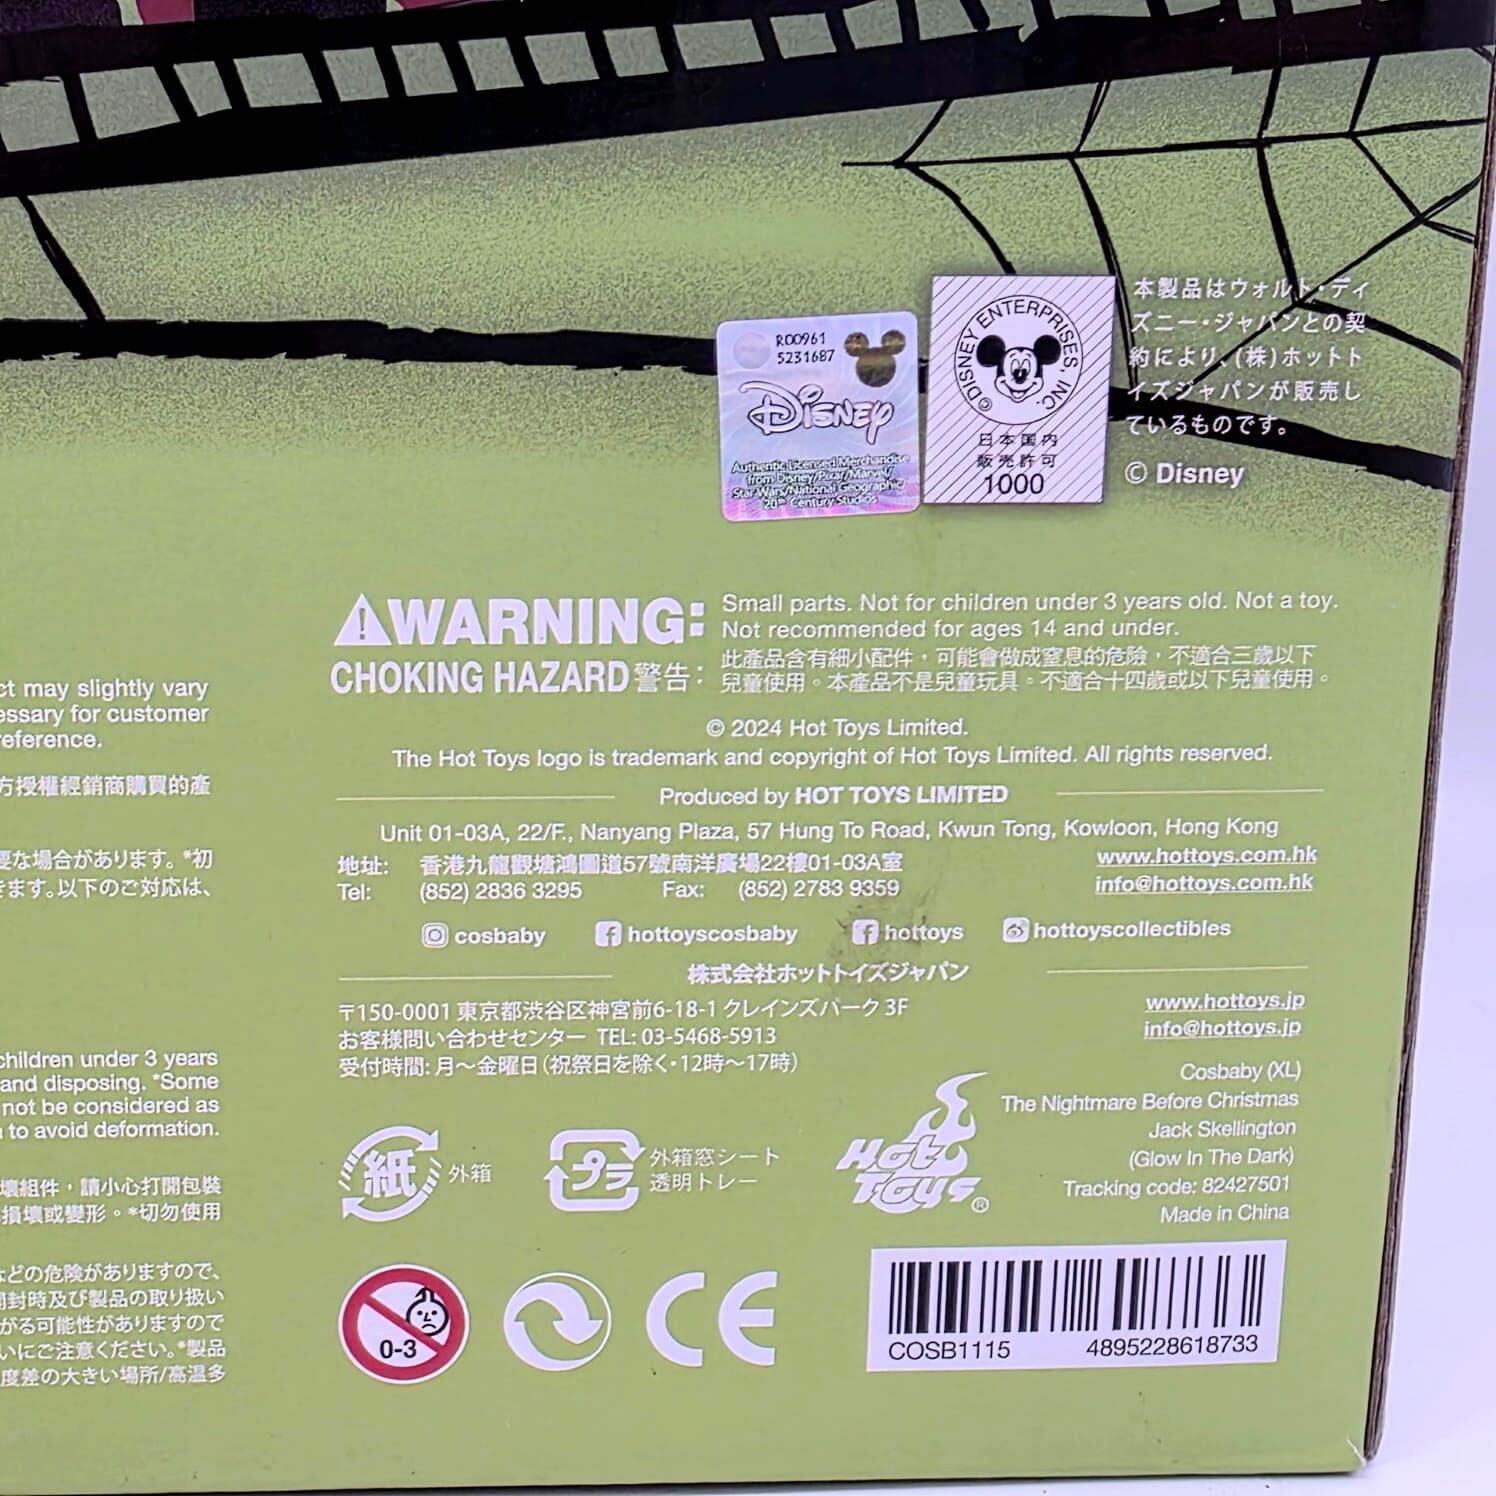 R00961
5231687
Disney
Authentic Licensed Merchandise
from Disney/Pixar/Marvel/
Star Wars/National Geographic/
20th Century Studios
©DISNEY ENTERPRISES, INC.
日本国内
販売許可
1000
本製品はウォルト・ディ
ズニー・ジャパンとの契
約により、(株)ホットト
イズジャパンが販売し
ているものです。
© Disney
ct may slightly vary
essary for customer
eference.
方授權經銷商購買的產
要な場合があります。*初
きます。以下のご対応は、
children under 3 years
and disposing. *Some
not be considered as
to avoid deformation.
壞組件，請小心打開包裝
損壞或變形。*切勿使用
などの危険がありますので、
開封時及び製品の取り扱い
がる可能性がありますので
いにご注意ください。*製品
度差の大きい場所/高温多
WARNING:
CHOKING HAZARD 警告:
Small parts. Not for children under 3 years old. Not a toy.
Not recommended for ages 14 and under.
此產品含有細小配件，可能會做成窒息的危險，不適合三歲以下
兒童使用。本產品不是兒童玩具。不適合十四歲或以下兒童使用。
© 2024 Hot Toys Limited.
The Hot Toys logo is trademark and copyright of Hot Toys Limited. All rights reserved.
Produced by HOT TOYS LIMITED
Unit 01-03A, 22/F., Nanyang Plaza, 57 Hung To Road, Kwun Tong, Kowloon, Hong Kong
地址: 香港九龍觀塘鴻圖道57號南洋廣場22樓01-03A室
www.hottoys.com.hk
Tel: (852) 2836 3295 Fax: (852) 2783 9359
info@hottoys.com.hk
cosbaby hottoyscosbaby hottoys hottoyscollectibles
株式会社ホットトイズジャパン
〒150-0001 東京都渋谷区神宮前6-18-1 クレインズパーク 3F
お客様問い合わせセンター TEL: 03-5468-5913
受付時間: 月～金曜日(祝祭日を除く・12時～17時)
www.hottoys.jp
info@hottoys.jp
Cosbaby (XL)
The Nightmare Before Christmas
Jack Skellington
(Glow In The Dark)
Tracking code: 82427501
Made in China
紙 外箱
プラ 外箱窓シート
透明トレー
Hot Toys®
0-3
CE
COSB1115 4895228618733